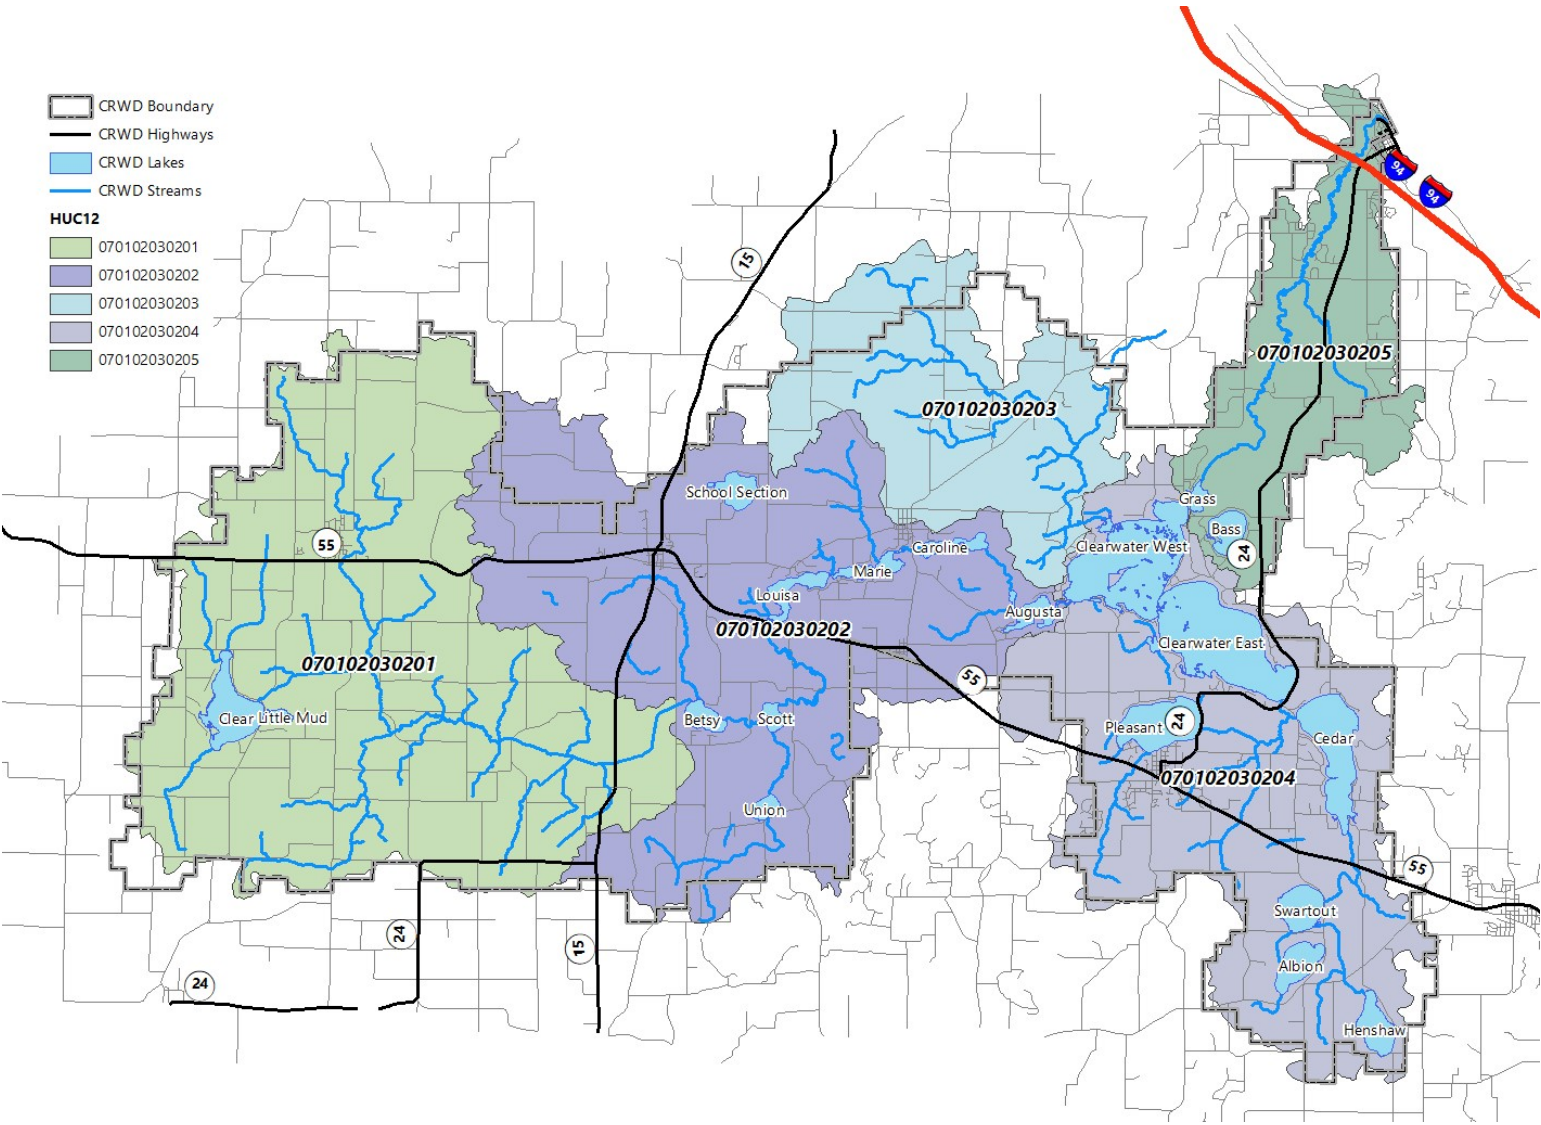 CRWD Boundary
CRWD Highways
CRWD Lakes
CRWD Streams
HUC12
070102030201
070102030202
070102030203
070102030204
070102030205
94
94
15
070102030205
070102030203
School Section
Grass
Bass
55
Caroline
Clearwater West
24
Marie
Louisa
Augusta
070102030202
Clearwater East
070102030201
55
Clear Little Mud
Betsy
Scott
Pleasant
24
Cedar
070102030204
Union
55
Swartout
24
15
Albion
24
Henshaw